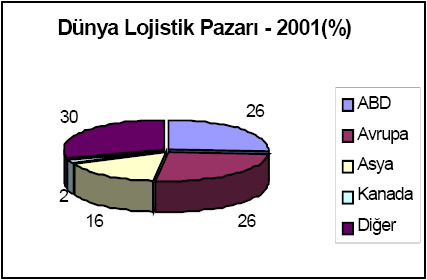 Dünya Lojistik Pazarı - 2001(%)
30
26
2
16
26
ABD
Avrupa
Asya
Kanada
Diğer